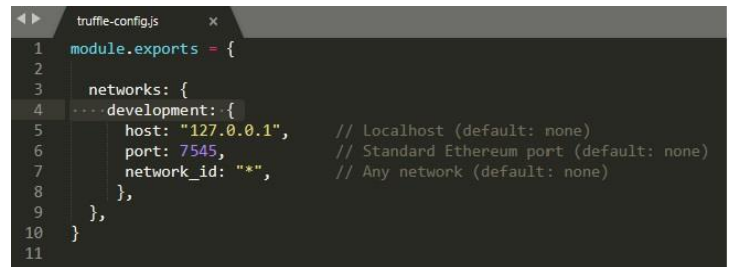 truffle-config.js ×
1 module.exports = {
2
3 networks: {
4 development: {
5 host: "127.0.0.1", // Localhost (default: none)
6 port: 7545, // Standard Ethereum port (default: none)
7 network_id: "*", // Any network (default: none)
8 },
9 },
10 }
11